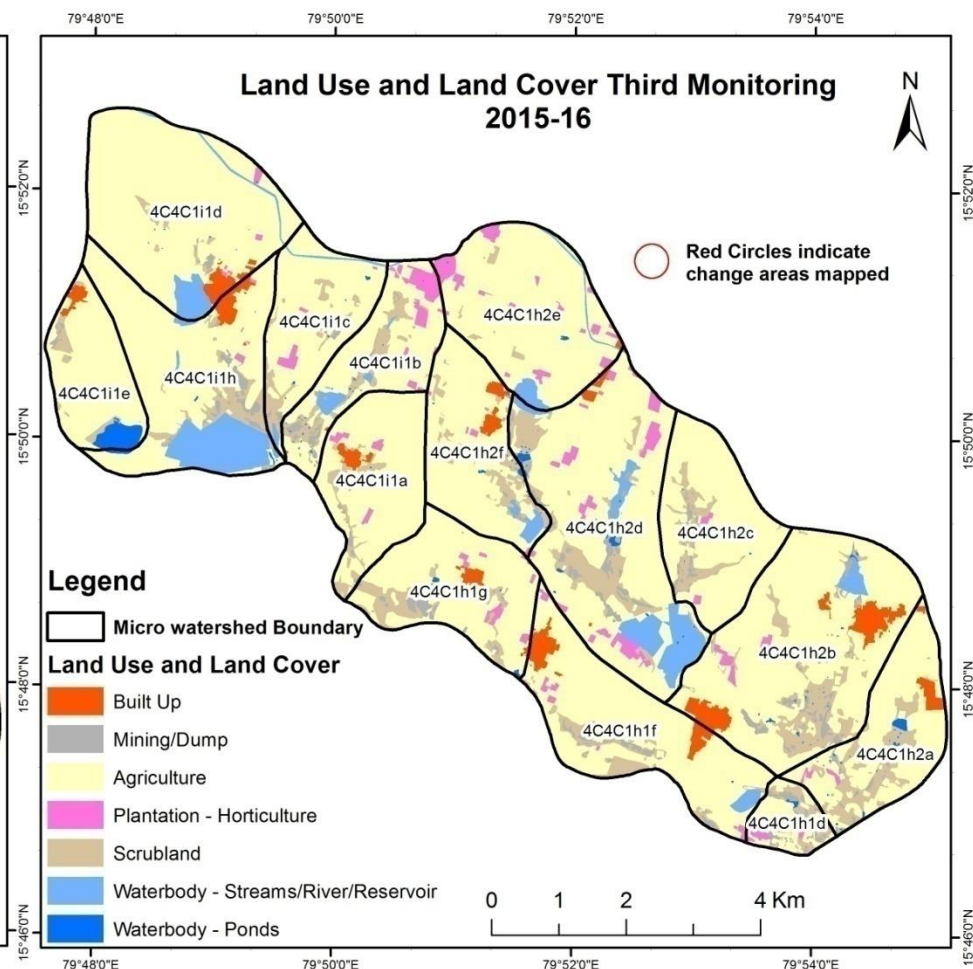 79°48'0"E 79°50'0"E 79°52'0"E 79°54'0"E
Land Use and Land Cover Third Monitoring
2015-16
N
15°52'0"N 15°52'0"N
4C4C1i1d
Red Circles indicate
change areas mapped
4C4C1h2e
4C4C1i1c
4C4C1i1b
4C4C1i1h
4C4C1i1e
15°50'0"N 15°50'0"N
4C4C1h2f
4C4C1i1a
4C4C1h2d
4C4C1h2c
4C4C1h1g
Legend
Micro watershed Boundary
4C4C1h2b
Land Use and Land Cover
15°48'0"N 15°48'0"N
Built Up
4C4C1h1f
Mining/Dump
4C4C1h2a
Agriculture
Plantation - Horticulture
4C4C1h1d
Scrubland
Waterbody - Streams/River/Reservoir
0 1 2 4 Km
Waterbody - Ponds
15°46'0"N 15°46'0"N
79°48'0"E 79°50'0"E 79°52'0"E 79°54'0"E